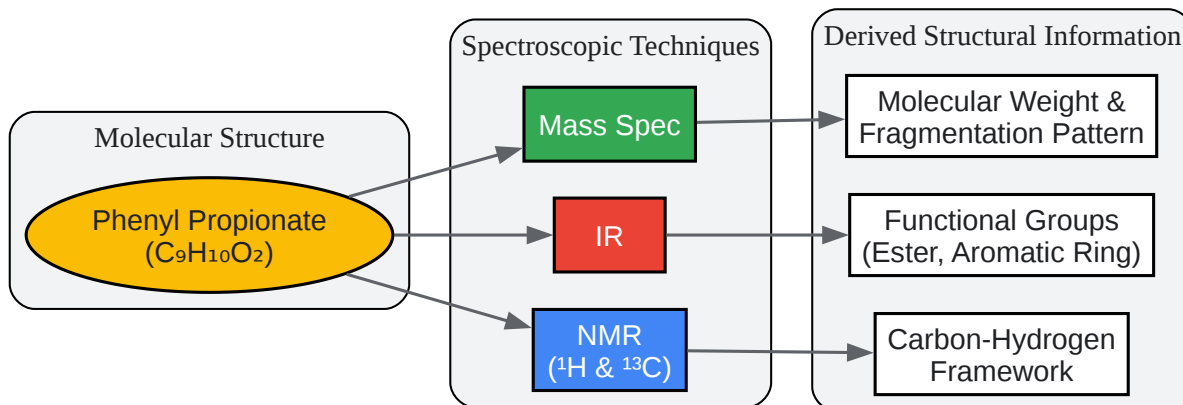 Molecular Structure
Phenyl Propionate
(C₉H₁₀O₂)
Spectroscopic Techniques
Mass Spec
IR
NMR
(¹H & ¹³C)
Derived Structural Information
Molecular Weight &
Fragmentation Pattern
Functional Groups
(Ester, Aromatic Ring)
Carbon-Hydrogen
Framework